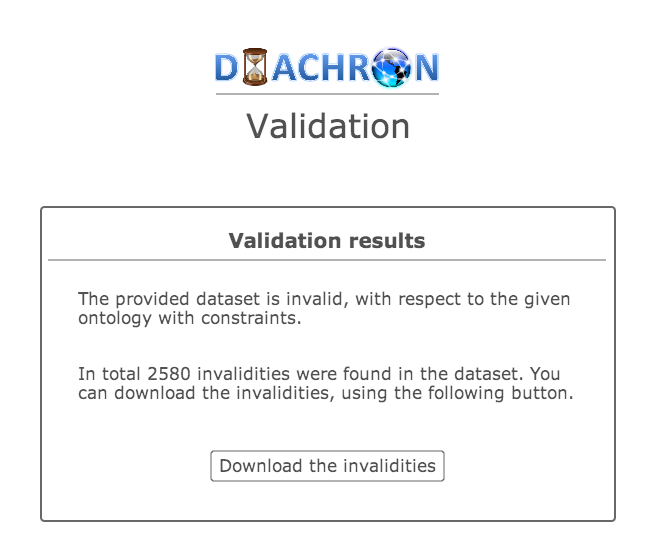 DIACHRON
Validation
Validation results
The provided dataset is invalid, with respect to the given
ontology with constraints.
In total 2580 invalidities were found in the dataset. You
can download the invalidities, using the following button.
Download the invalidities